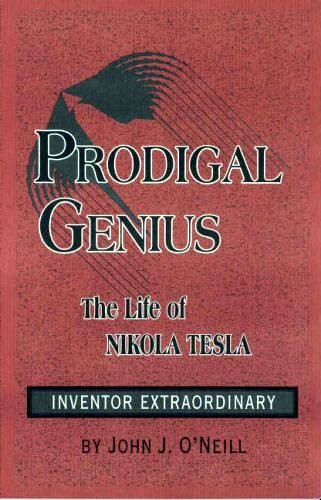 PRODIGAL
GENIUS
The Life of
NIKOLA TESLA
INVENTOR EXTRAORDINARY
BY JOHN J. O'NEILL